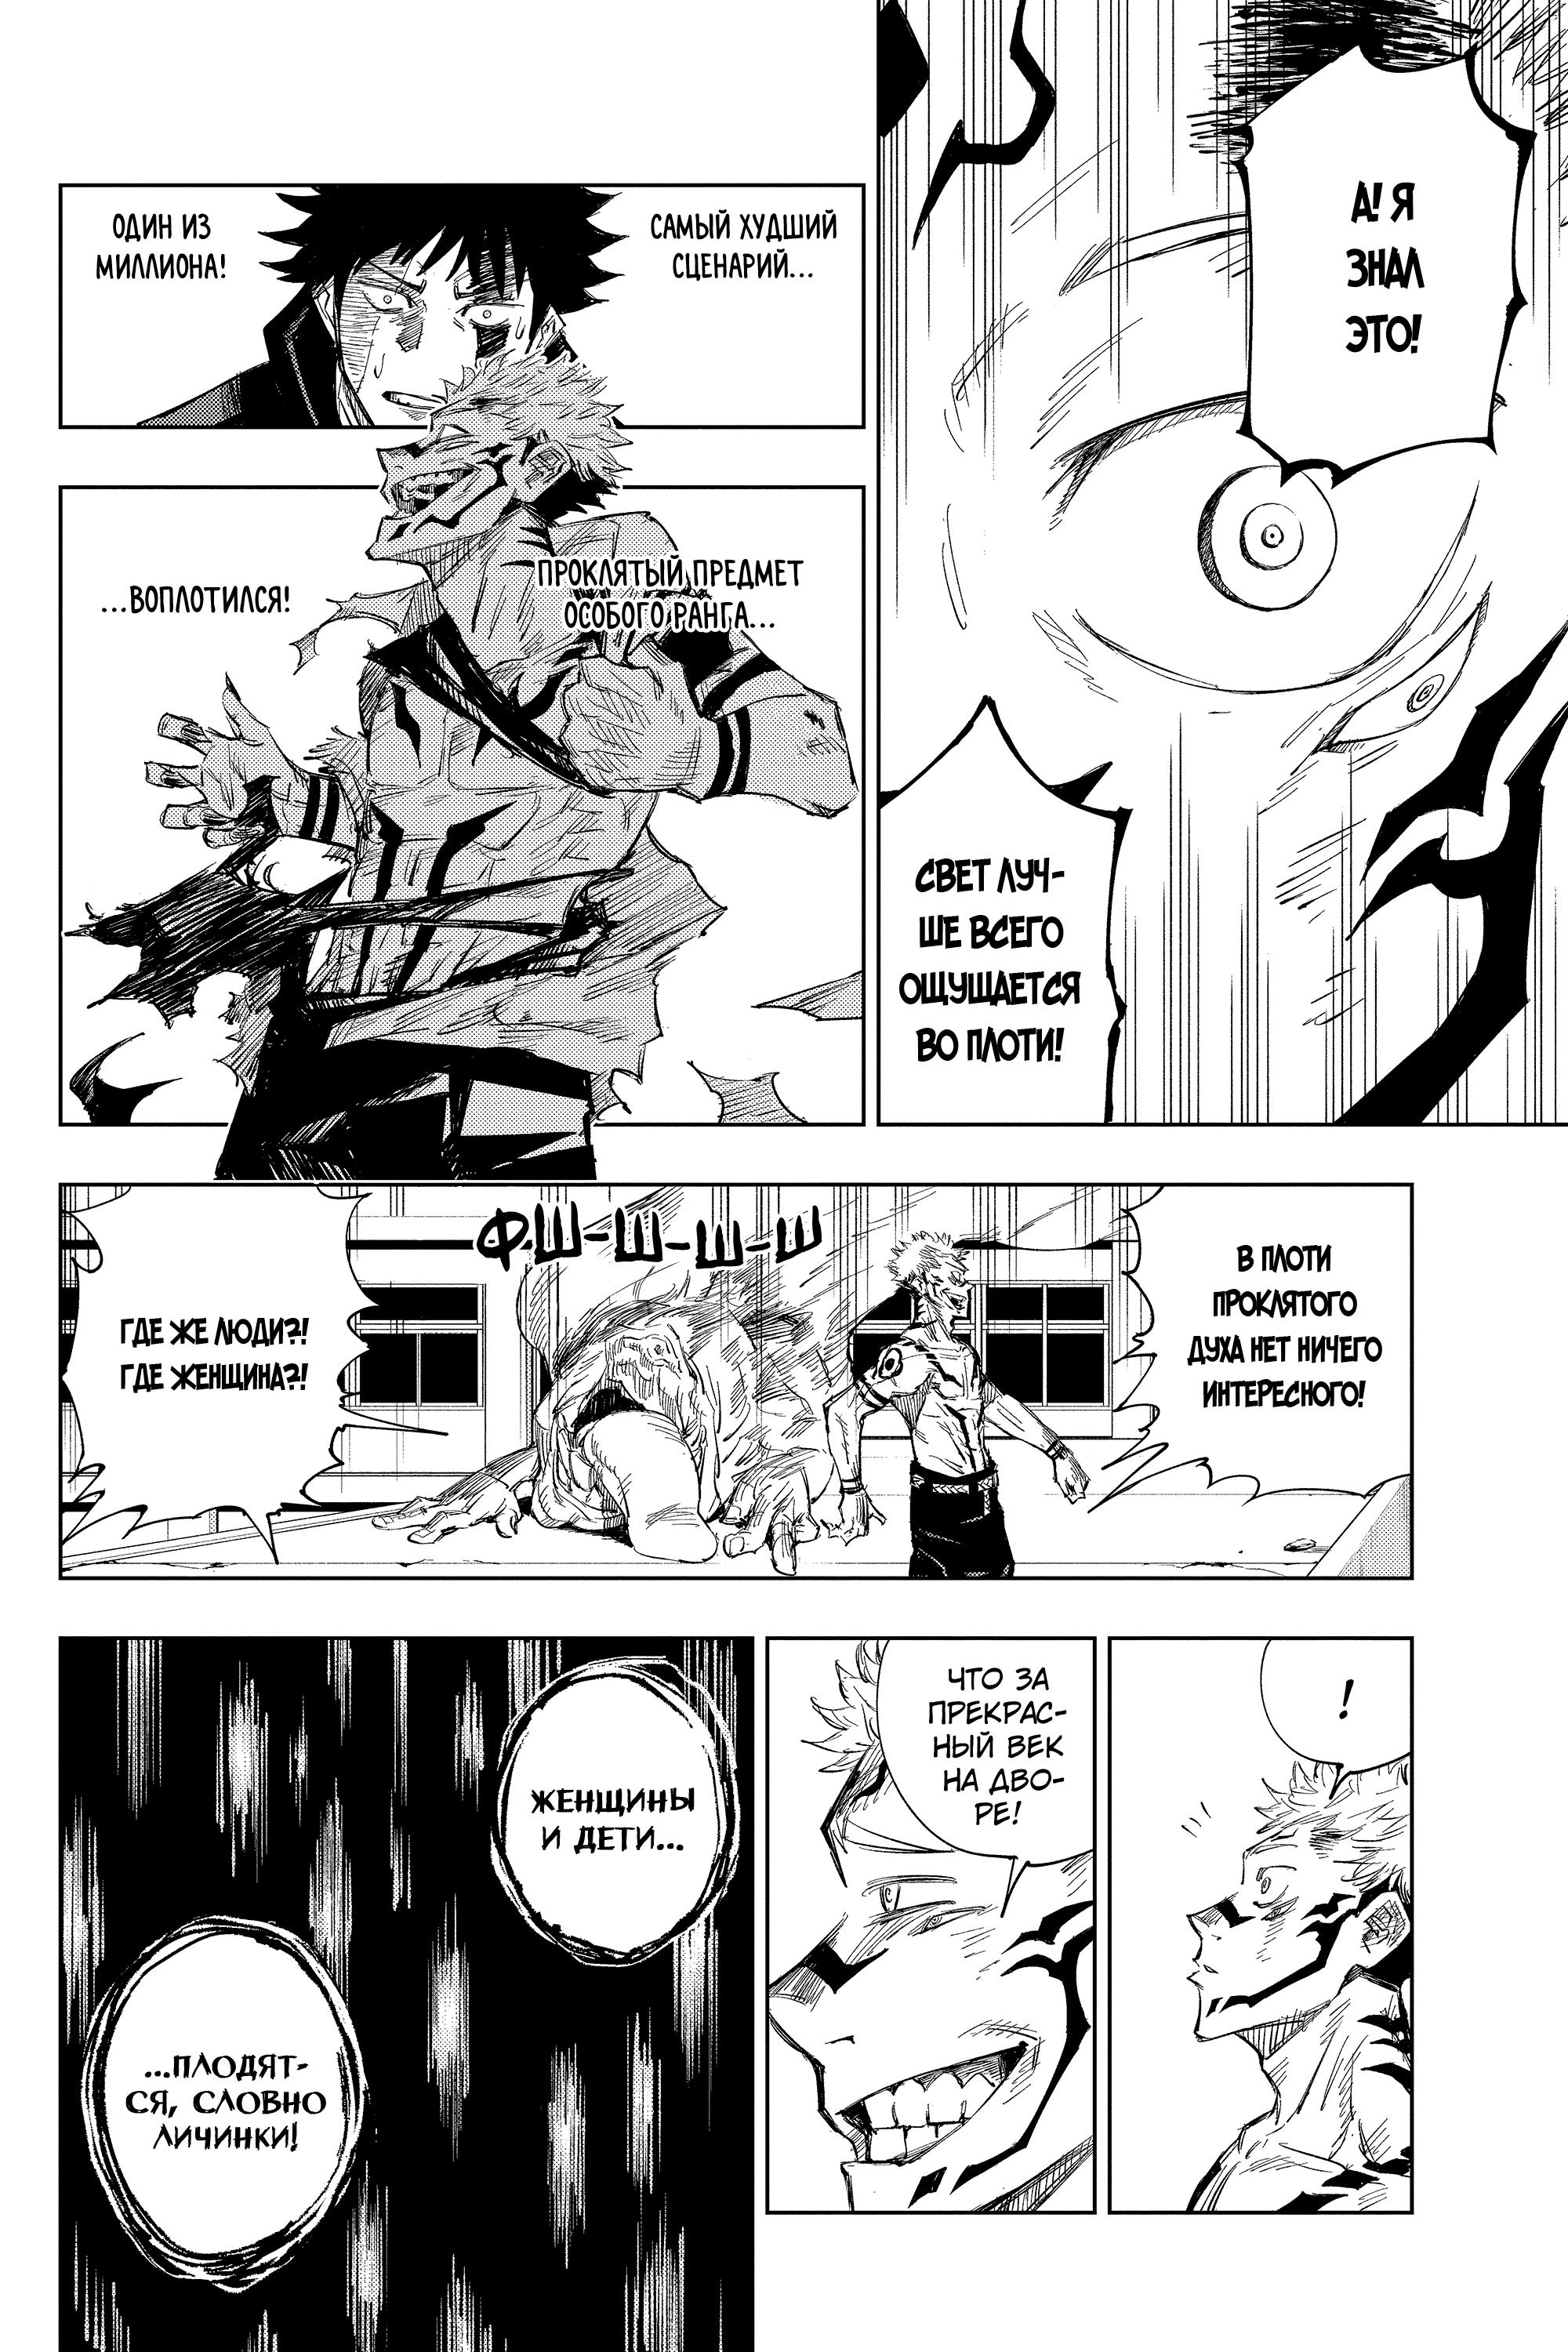 А! Я
ЗНАЛ
ЭТО!
СВЕТ ЛУЧ-
ШЕ ВСЕГО
ОЩУЩАЕТСЯ
ВО ПЛОТИ!
САМЫЙ ХУДШИЙ
СЦЕНАРИЙ...
ОДИН ИЗ
МИЛЛИОНА!
ПРОКЛЯТЫЙ ПРЕДМЕТ
ОСОБОГО РАНГА...
...ВОПЛОТИЛСЯ!
В ПЛОТИ
ПРОКЛЯТОГО
ДУХА НЕТ НИЧЕГО
ИНТЕРЕСНОГО!
ФШ-Ш-Ш-Ш
ГДЕ ЖЕ ЛЮДИ?!
ГДЕ ЖЕНЩИНА?!
!
ЧТО ЗА
ПРЕКРАС-
НЫЙ ВЕК
НА ДВО-
РЕ!
ЖЕНЩИНЫ
И ДЕТИ...
...ПЛОДЯТ-
СЯ, СЛОВНО
ЛИЧИНКИ!